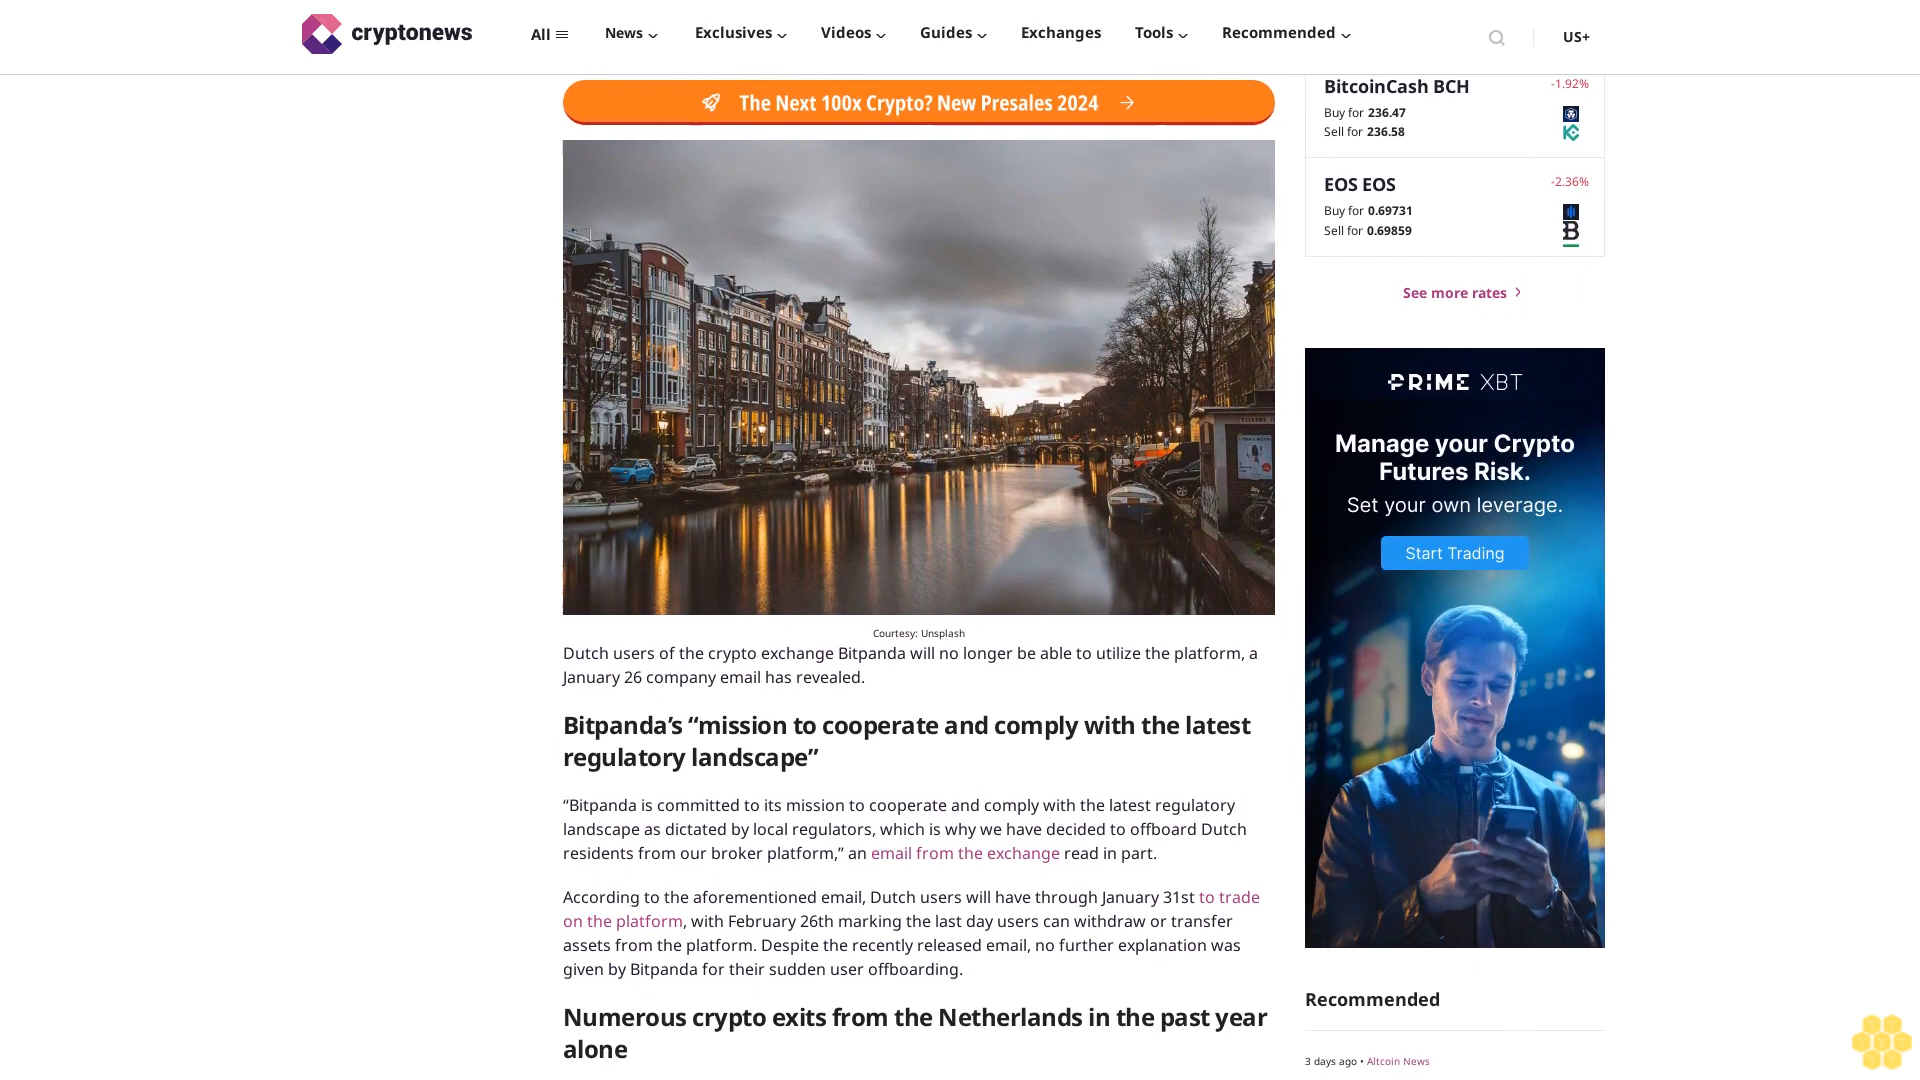 cryptonews
All
News
Exclusives
Videos
Guides
Exchanges
Tools
Recommended
US+
The Next 100x Crypto? New Presales 2024
Courtesy: Unsplash
Dutch users of the crypto exchange Bitpanda will no longer be able to utilize the platform, a
January 26 company email has revealed.
Bitpanda’s “mission to cooperate and comply with the latest
regulatory landscape”
“Bitpanda is committed to its mission to cooperate and comply with the latest regulatory
landscape as dictated by local regulators, which is why we have decided to offboard Dutch
residents from our broker platform,” an email from the exchange read in part.
According to the aforementioned email, Dutch users will have through January 31st to trade
on the platform, with February 26th marking the last day users can withdraw or transfer
assets from the platform. Despite the recently released email, no further explanation was
given by Bitpanda for their sudden user offboarding.
Numerous crypto exits from the Netherlands in the past year
alone
BitcoinCash BCH
-1.92%
Buy for 236.47
Sell for 236.58
EOS EOS
-2.36%
Buy for 0.69731
Sell for 0.69859
See more rates
PRIME XBT
Manage your Crypto
Futures Risk.
Set your own leverage.
Start Trading
Recommended
3 days ago • Altcoin News